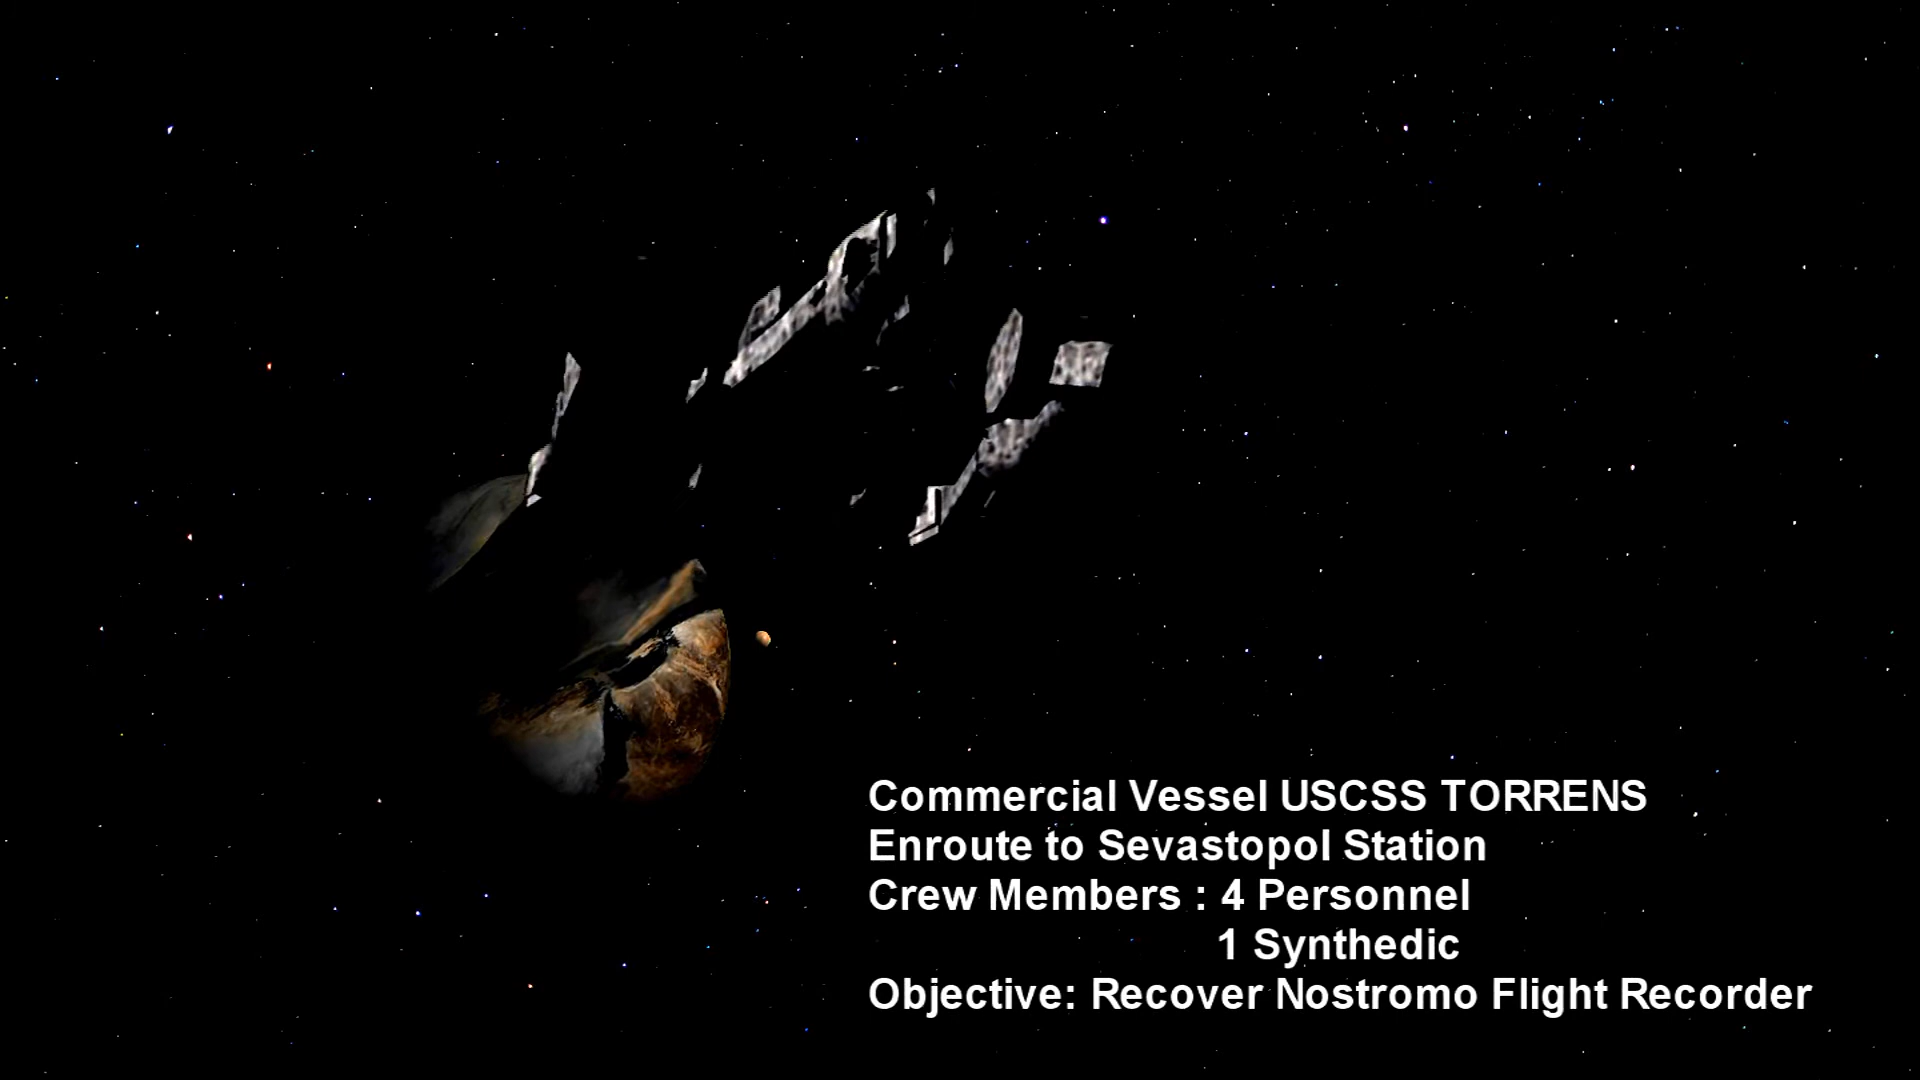 Commercial Vessel USCSS TORRENS
Enroute to Sevastopol Station
Crew Members : 4 Personnel
1 Synthedic
Objective: Recover Nostromo Flight Recorder